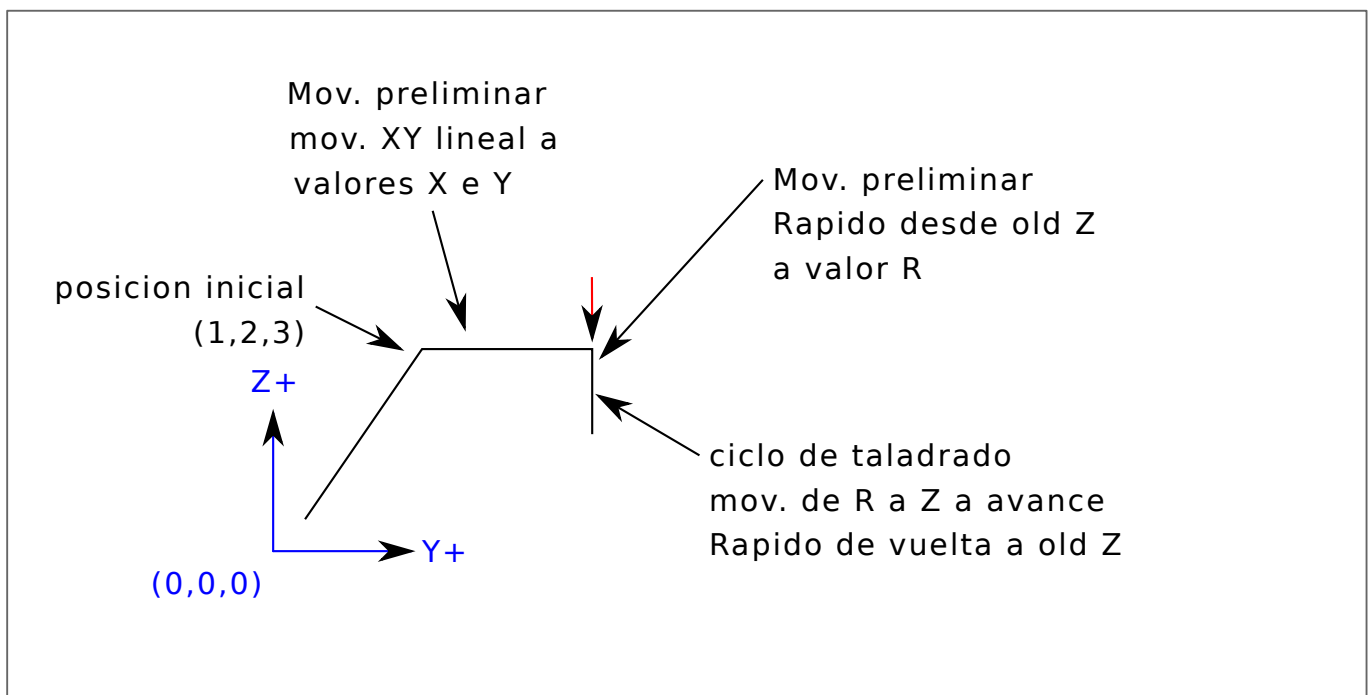 Mov. preliminar
mov. XY lineal a
valores X e Y
Mov. preliminar
Rapido desde old Z
a valor R
posicion inicial
(1,2,3)
Z+
ciclo de taladrado
mov. de R a Z a avance
Rapido de vuelta a old Z
Y+
(0,0,0)